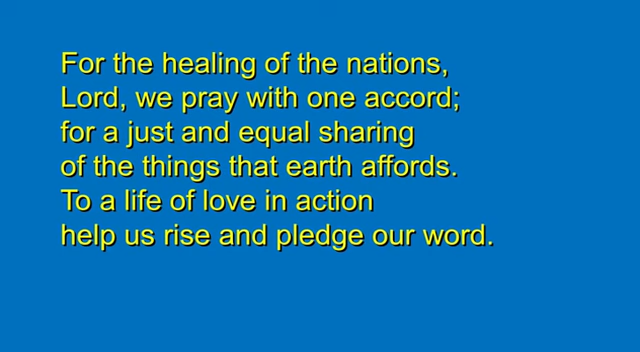 For the healing of the nations,
Lord, we pray with one accord;
for a just and equal sharing
of the things that earth affords.
To a life of love in action
help us rise and pledge our word.